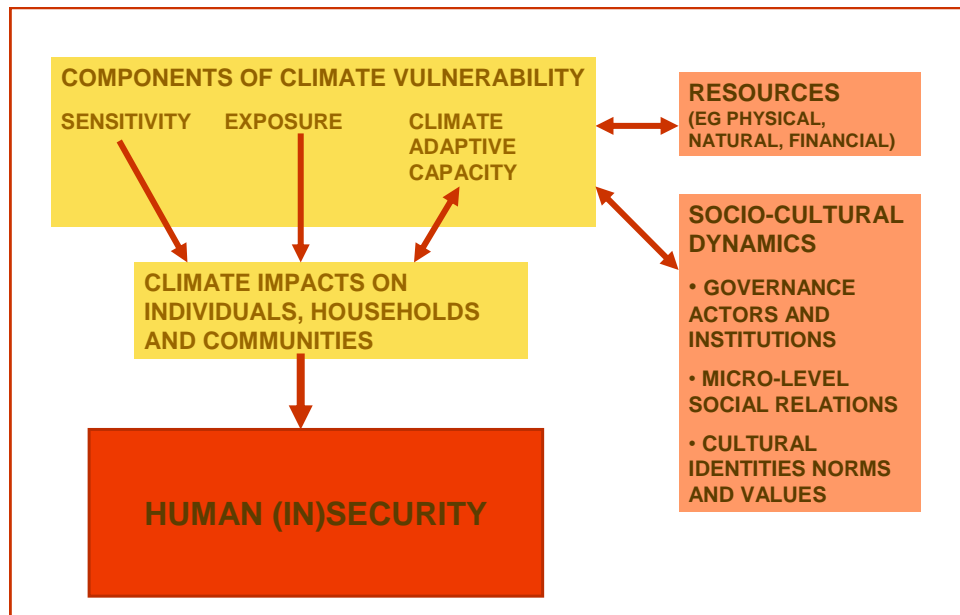 COMPONENTS OF CLIMATE VULNERABILITY
SENSITIVITY
EXPOSURE
CLIMATE
ADAPTIVE
CAPACITY
RESOURCES
(EG PHYSICAL,
NATURAL, FINANCIAL)
CLIMATE IMPACTS ON
INDIVIDUALS, HOUSEHOLDS
AND COMMUNITIES
SOCIO-CULTURAL
DYNAMICS
• GOVERNANCE
ACTORS AND
INSTITUTIONS
• MICRO-LEVEL
SOCIAL RELATIONS
• CULTURAL
IDENTITIES NORMS
AND VALUES
HUMAN (IN)SECURITY